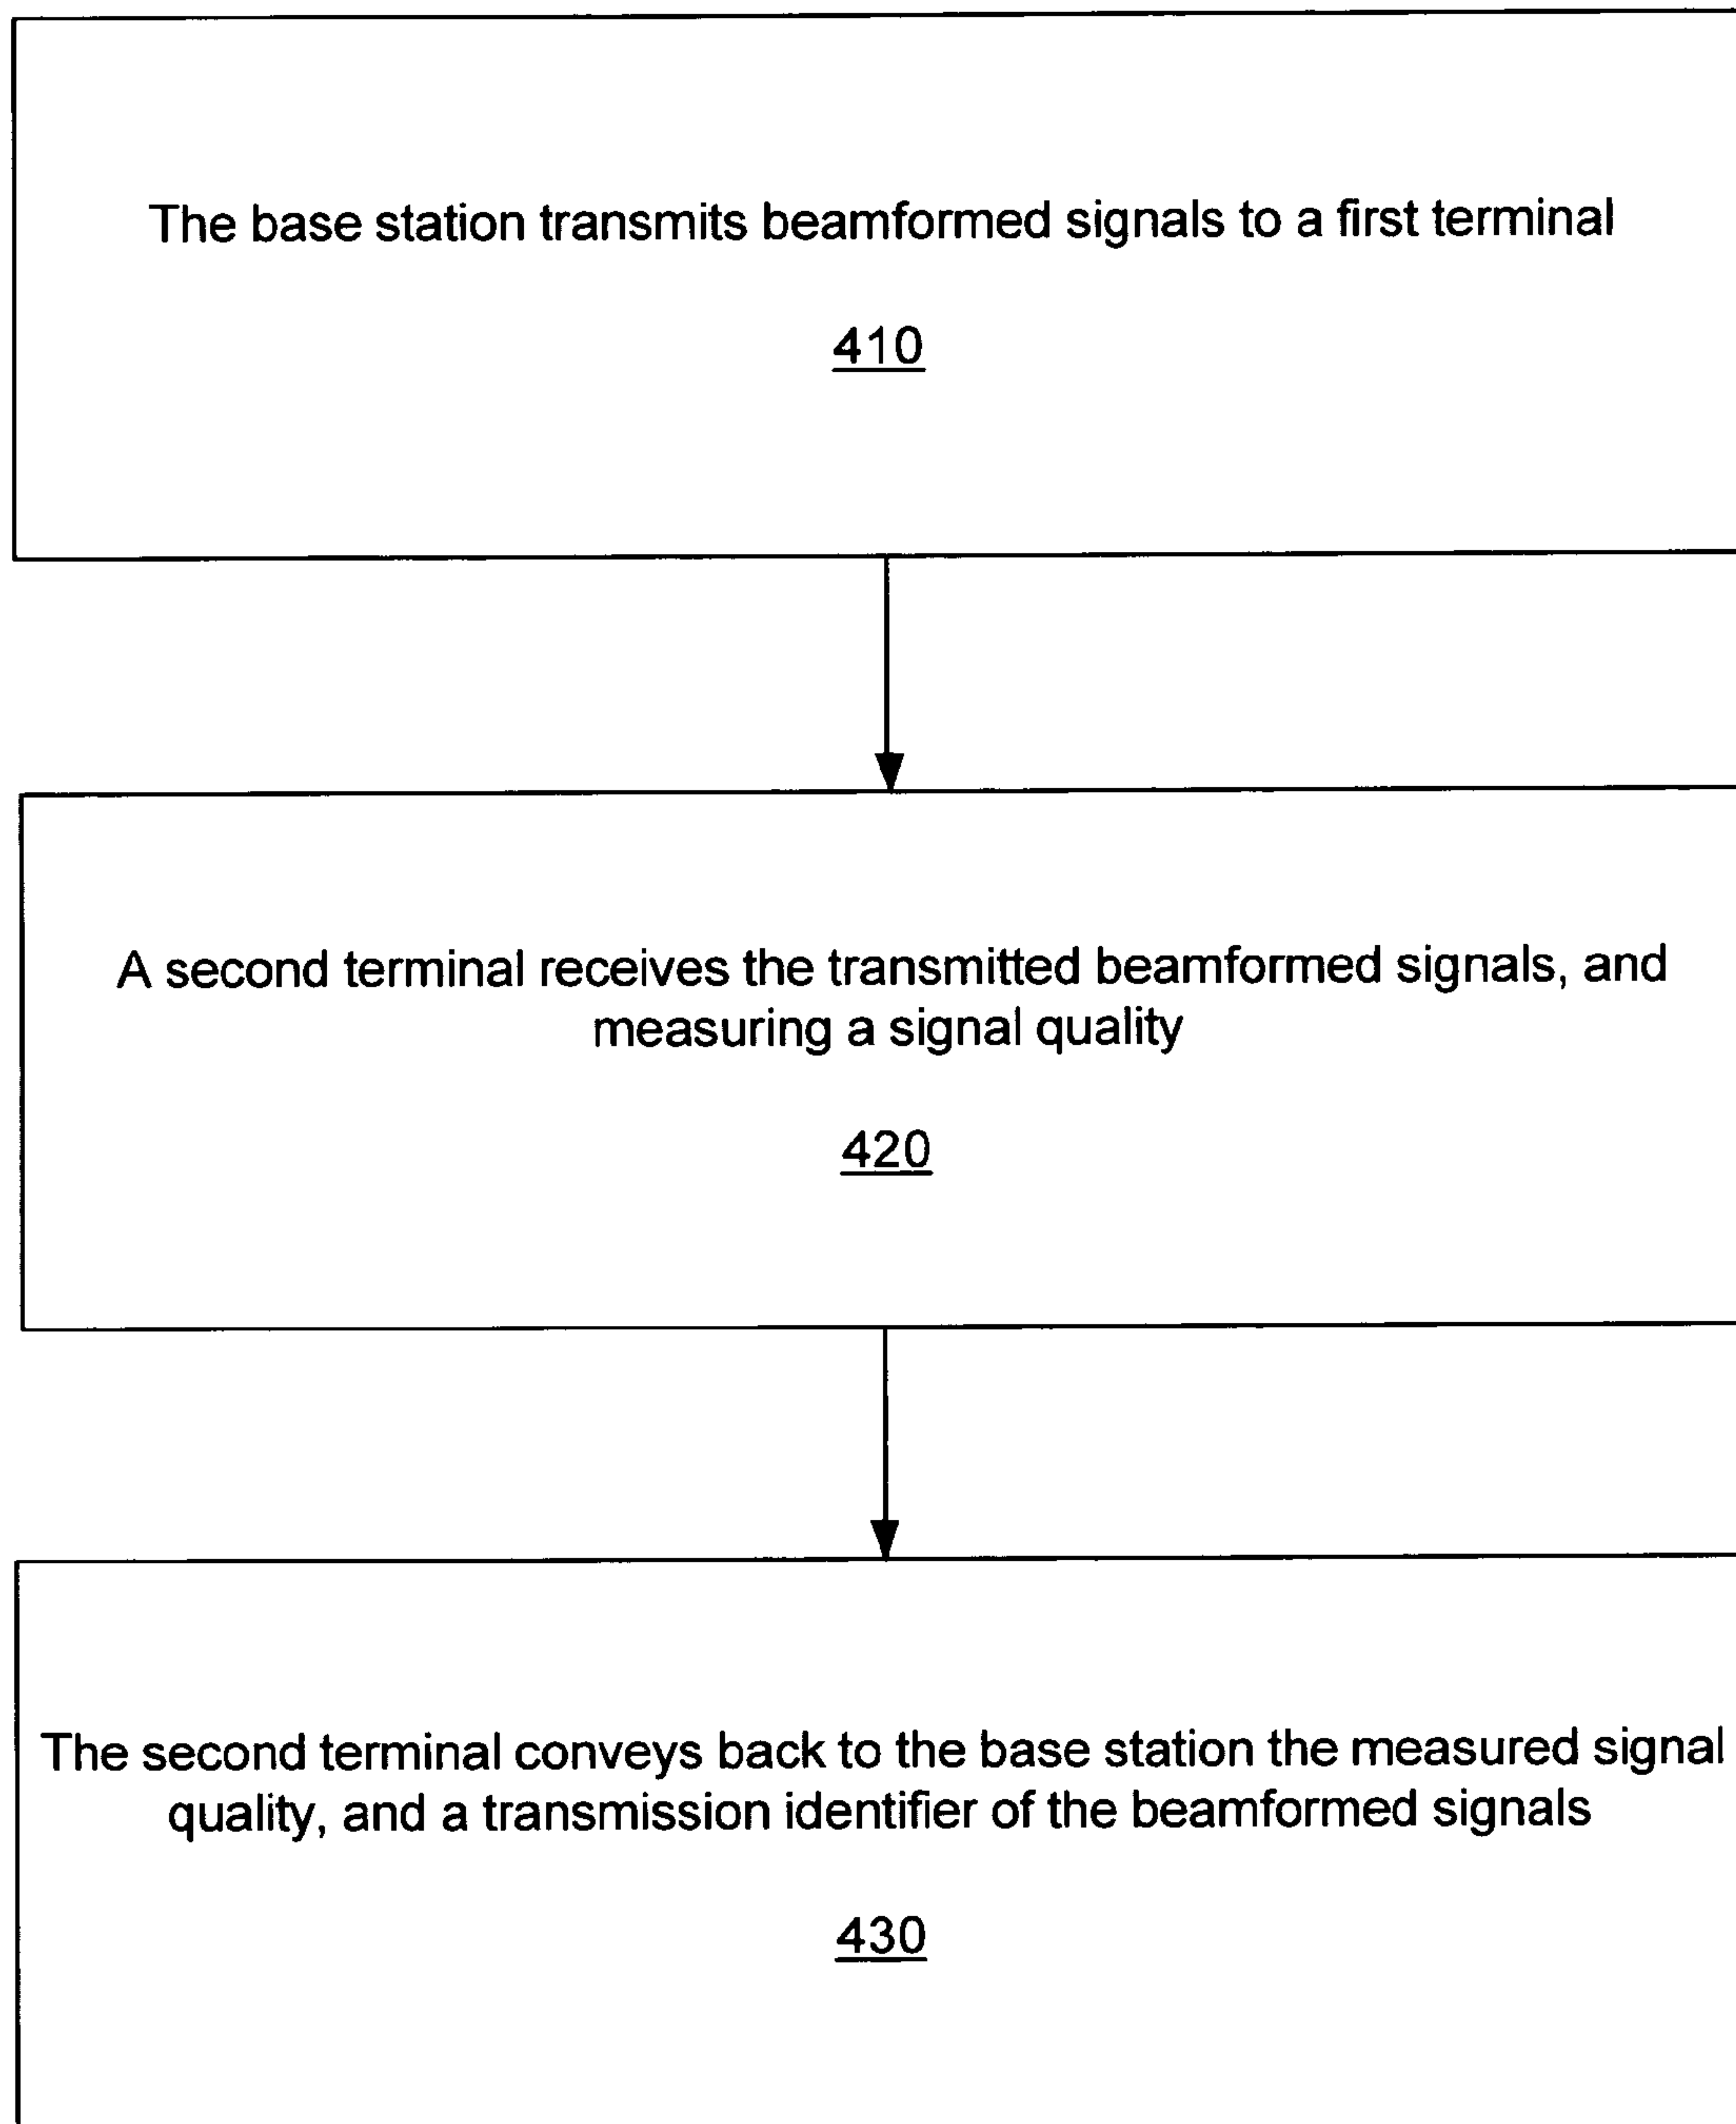 The base station transmits beamformed signals to a first terminal
410
A second terminal receives the transmitted beamformed signals, and
measuring a signal quality
420
The second terminal conveys back to the base station the measured signal
quality, and a transmission identifier of the beamformed signals
430